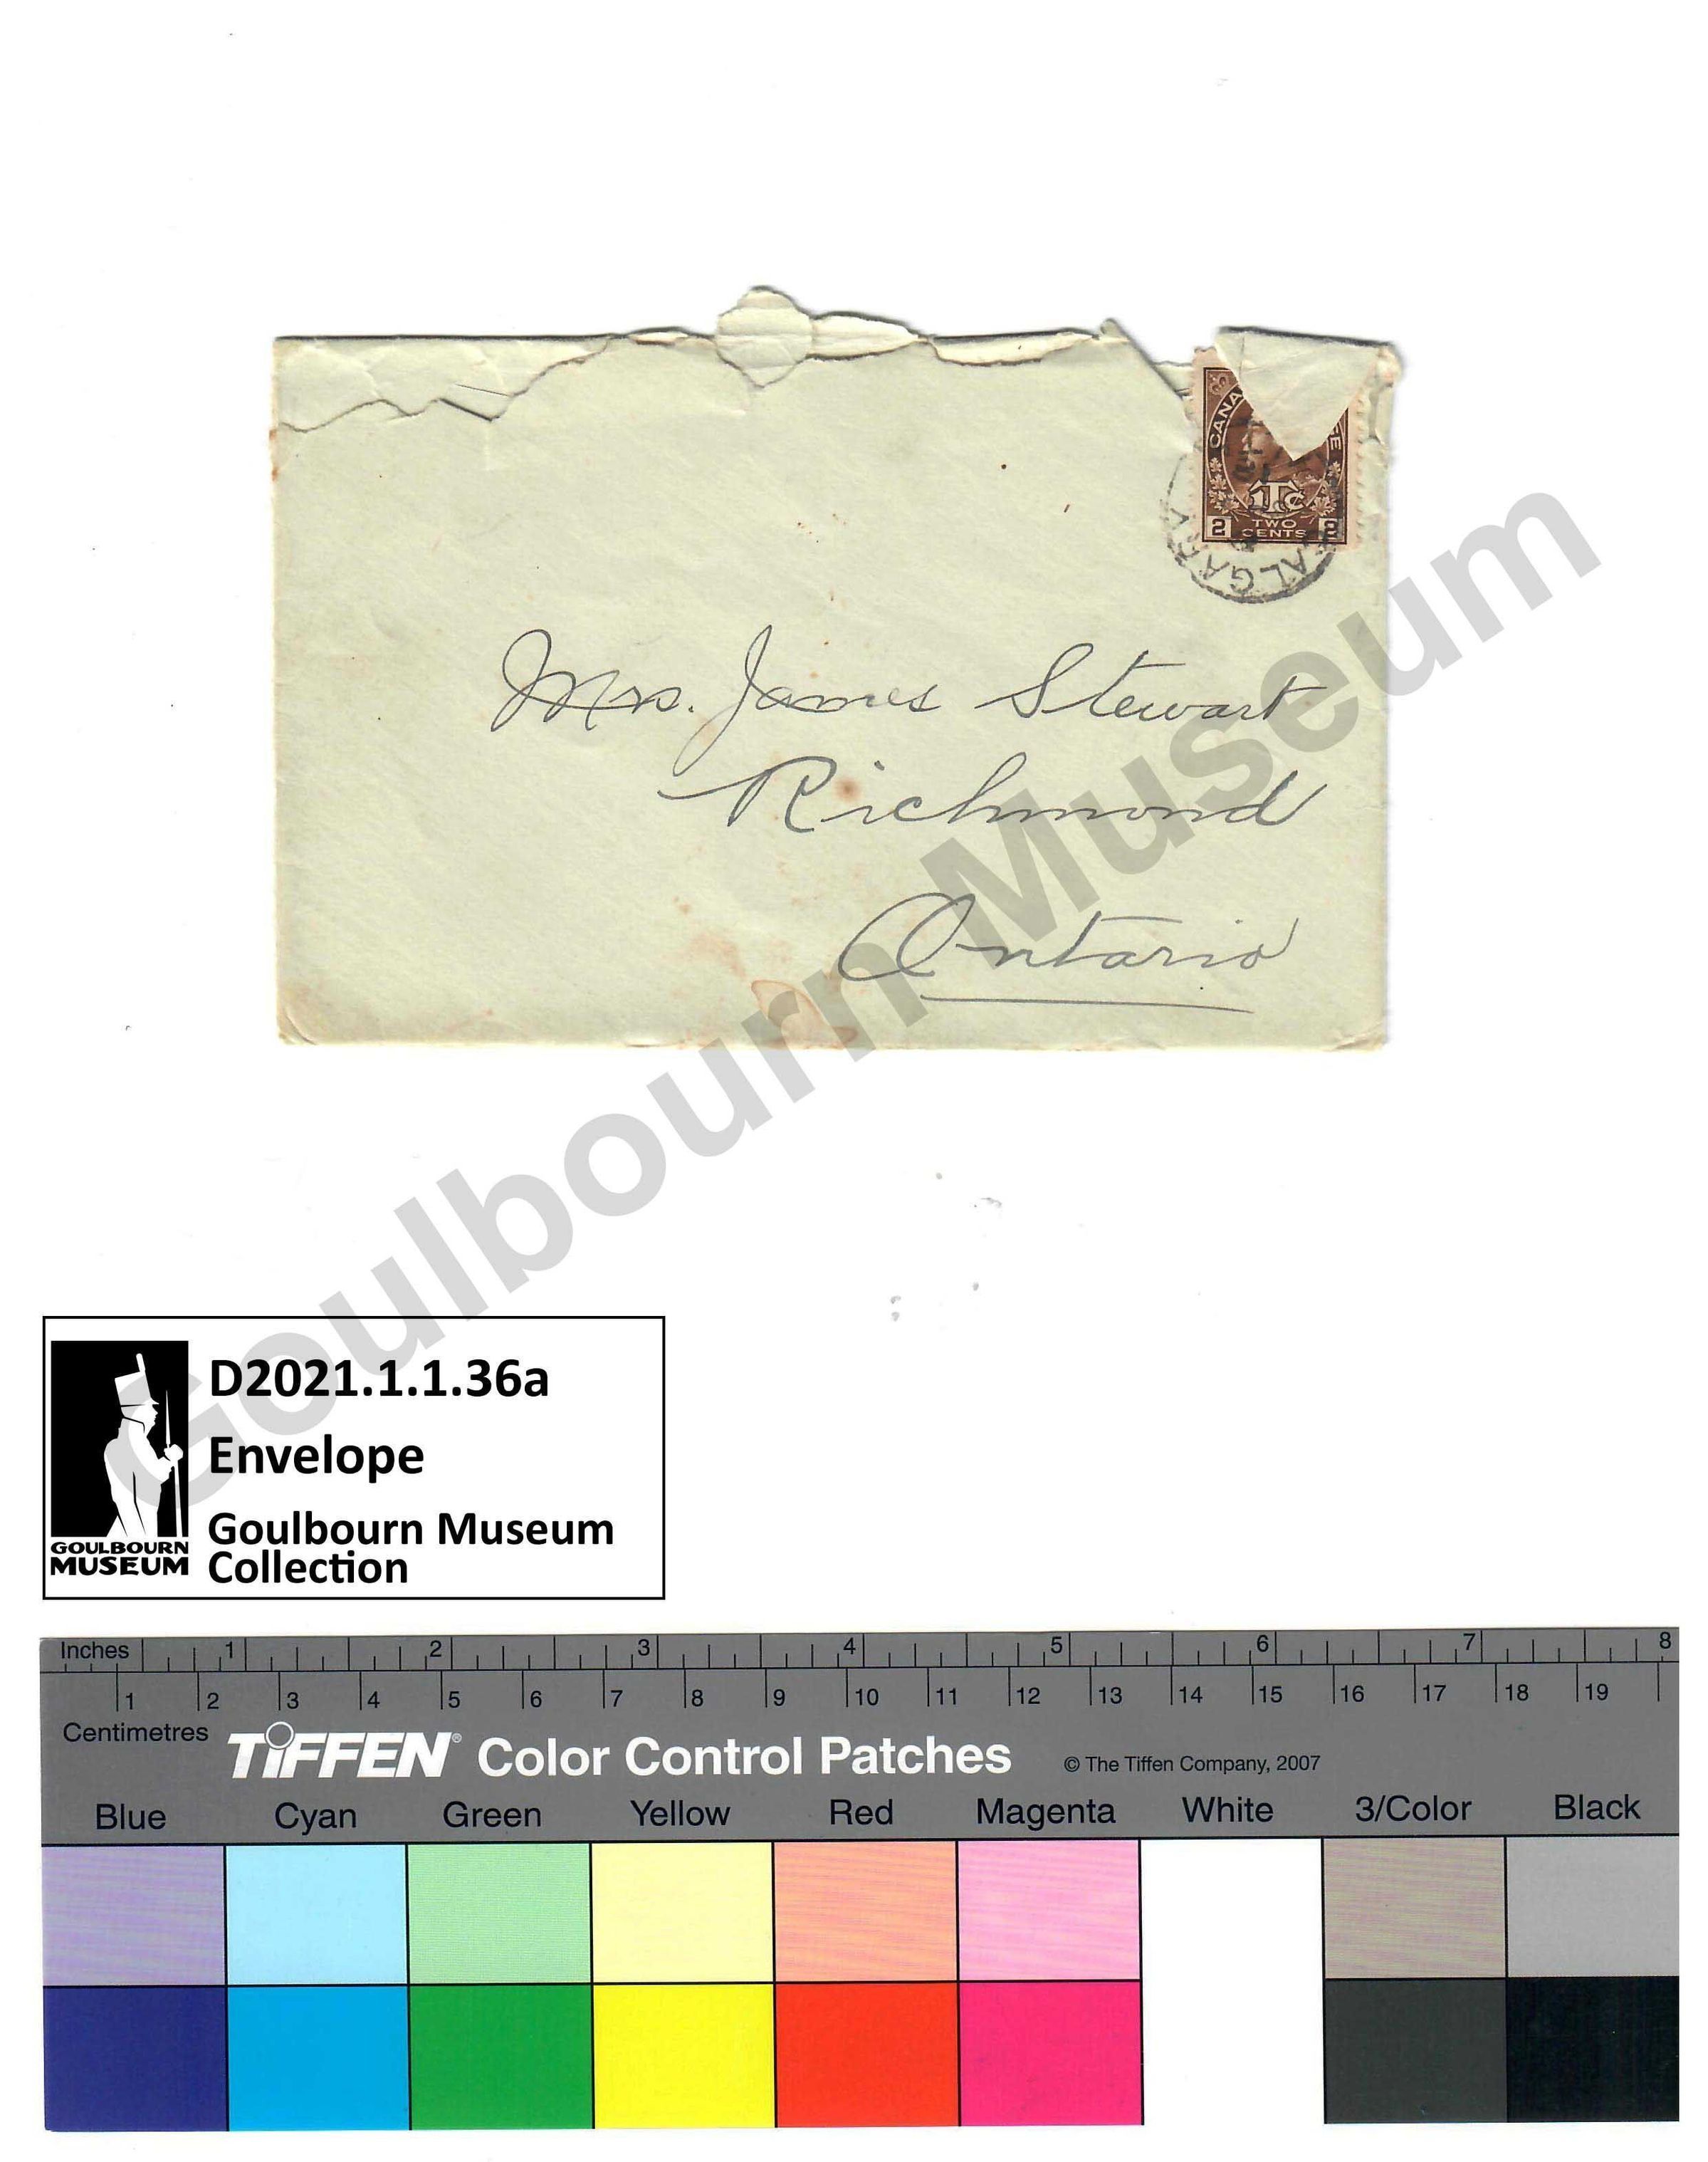 CANA
1Tc
2 TWO CENTS 2
CALGARY
Mrs. James Stewart
Richmond
Ontario
Goulbourn Museum
D2021.1.1.36a
Envelope
Goulbourn Museum
Collection
GOULBOURN
MUSEUM
Inches 1 2 3 4 5 6 7 8
1 2 3 4 5 6 7 8 9 10 11 12 13 14 15 16 17 18 19
Centimetres
TIFFEN® Color Control Patches © The Tiffen Company, 2007
Blue Cyan Green Yellow Red Magenta White 3/Color Black